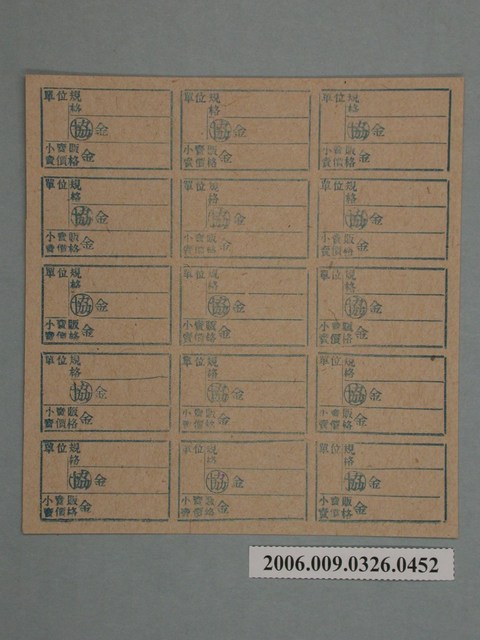 單位規
格
協 金
小賣販
賣價格 金
單位規
格
協 金
小賣販
賣價格 金
單位規
格
協 金
小賣販
賣價格 金
單位規
格
協 金
小賣販
賣價格 金
單位規
格
協 金
小賣販
賣價格 金
單位規
格
協 金
小賣販
賣價格 金
單位規
格
協 金
小賣販
賣價格 金
單位規
格
協 金
小賣販
賣價格 金
單位規
格
協 金
小賣販
賣價格 金
單位規
格
協 金
小賣販
賣價格 金
單位規
格
協 金
小賣販
賣價格 金
單位規
格
協 金
小賣販
賣價格 金
單位規
格
協 金
小賣販
賣價格 金
單位規
格
協 金
小賣販
賣價格 金
單位規
格
協 金
小賣販
賣價格 金
2006.009.0326.0452